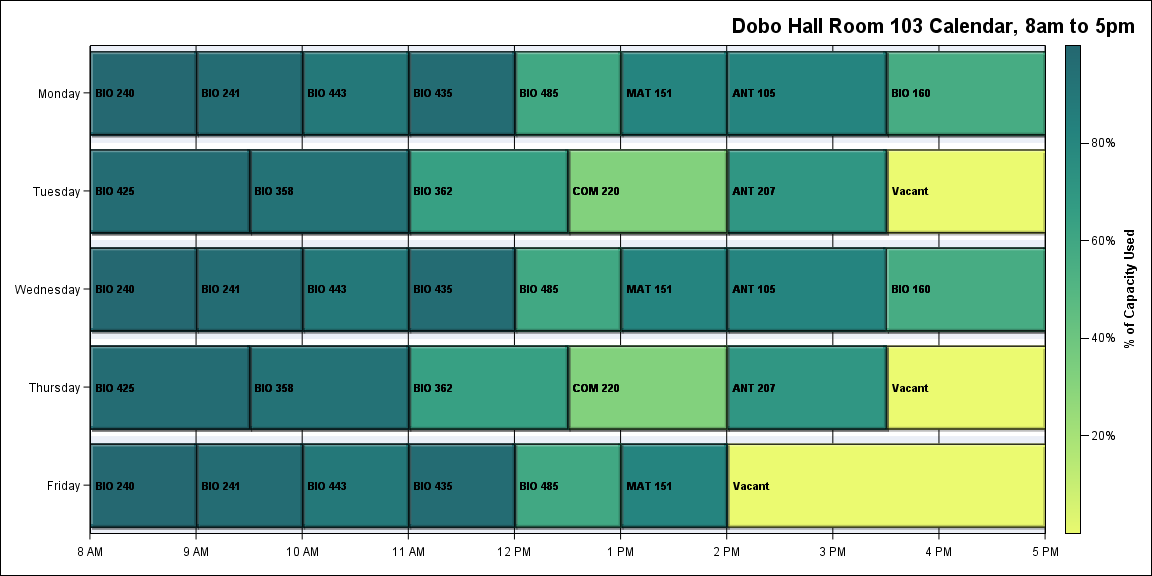 Dobo Hall Room 103 Calendar, 8am to 5pm
Monday
BIO 240 BIO 241 BIO 443 BIO 435 BIO 485 MAT 151 ANT 105 BIO 160
Tuesday
BIO 425 BIO 358 BIO 362 COM 220 ANT 207 Vacant
Wednesday
BIO 240 BIO 241 BIO 443 BIO 435 BIO 485 MAT 151 ANT 105 BIO 160
Thursday
BIO 425 BIO 358 BIO 362 COM 220 ANT 207 Vacant
Friday
BIO 240 BIO 241 BIO 443 BIO 435 BIO 485 MAT 151 Vacant
8 AM 9 AM 10 AM 11 AM 12 PM 1 PM 2 PM 3 PM 4 PM 5 PM
80%
60%
40%
20%
% of Capacity Used